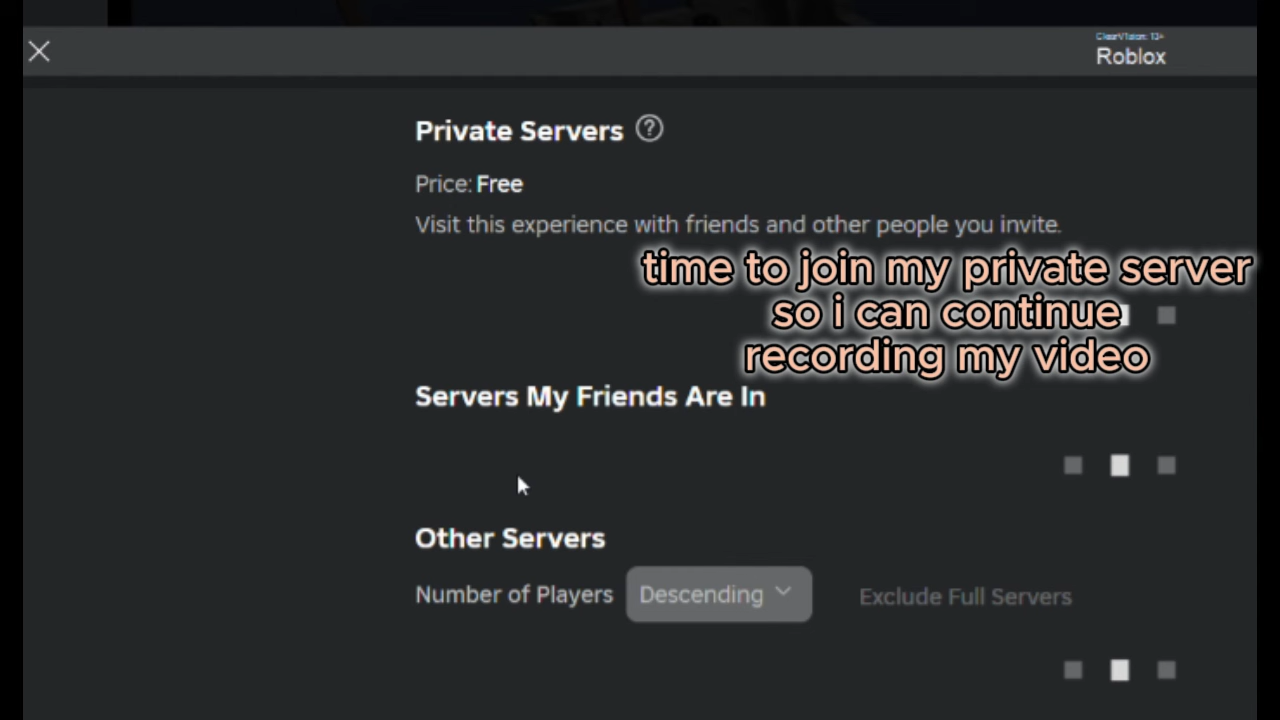 ClearV1sion: 13+
Roblox
Private Servers
Price: Free
Visit this experience with friends and other people you invite.
time to join my private server
so i can continue
recording my video
Servers My Friends Are In
Other Servers
Number of Players Descending Exclude Full Servers